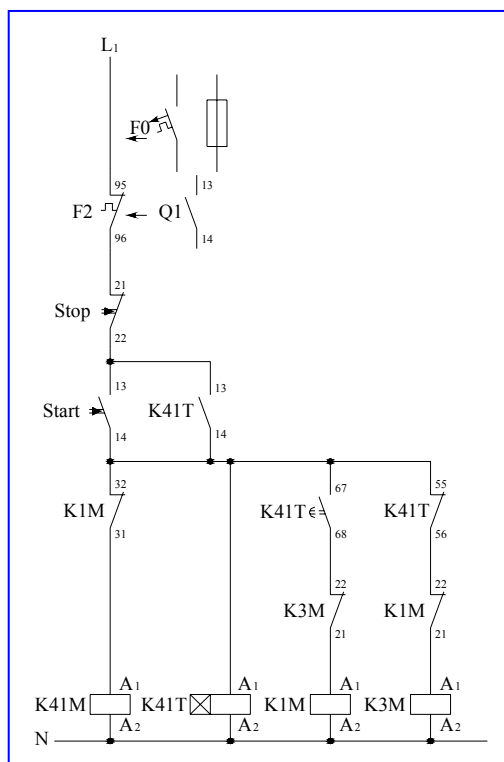 L1
F0
95 13
F2 Q1
96 14
21
Stop
22
13 13
Start K41T
14 14
32 67 55
K1M K41T K41T
31 68 56
22 22
K3M K1M
21 21
A1 A1 A1 A1
K41M K41T K1M K3M
A2 A2 A2 A2
N